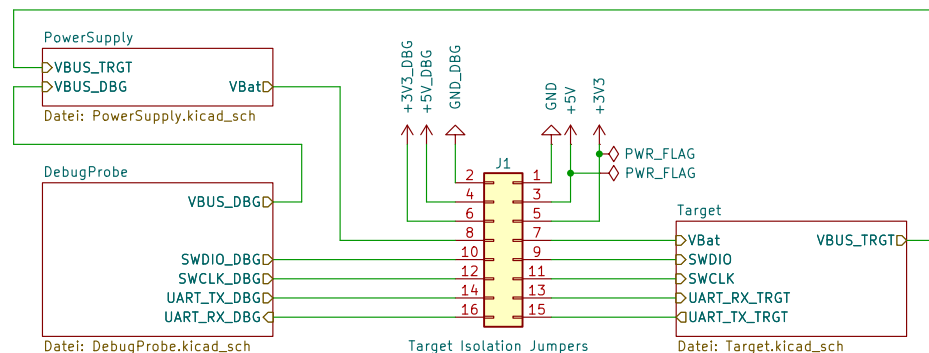 PowerSupply
VBUS_TRGT
VBUS_DBG
VBat
Datei: PowerSupply.kicad_sch
+3V3_DBG
+5V_DBG
GND_DBG
GND
+5V
+3V3
PWR_FLAG
PWR_FLAG
DebugProbe
VBUS_DBG
SWDIO_DBG
SWCLK_DBG
UART_TX_DBG
UART_RX_DBG
Datei: DebugProbe.kicad_sch
J1
2 1
4 3
6 5
8 7
10 9
12 11
14 13
16 15
Target Isolation Jumpers
Target
VBat VBUS_TRGT
SWDIO
SWCLK
UART_RX_TRGT
UART_TX_TRGT
Datei: Target.kicad_sch